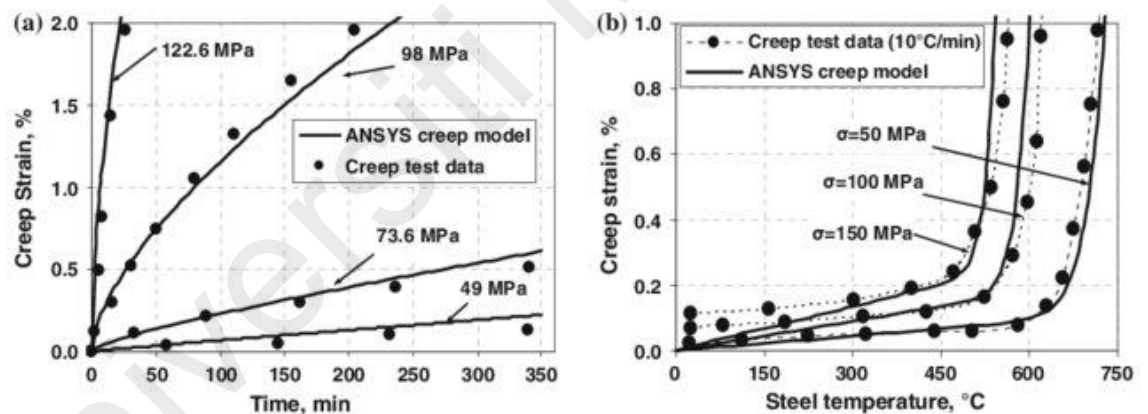 (a)
2.0
1.5
1.0
0.5
0.0
Creep Strain, %
122.6 MPa
98 MPa
ANSYS creep model
Creep test data
73.6 MPa
49 MPa
0 50 100 150 200 250 300 350
Time, min
(b)
1.0
0.8
0.6
0.4
0.2
0.0
Creep strain, %
Creep test data (10°C/min)
ANSYS creep model
σ=50 MPa
σ=100 MPa
σ=150 MPa
0 150 300 450 600 750
Steel temperature, °C